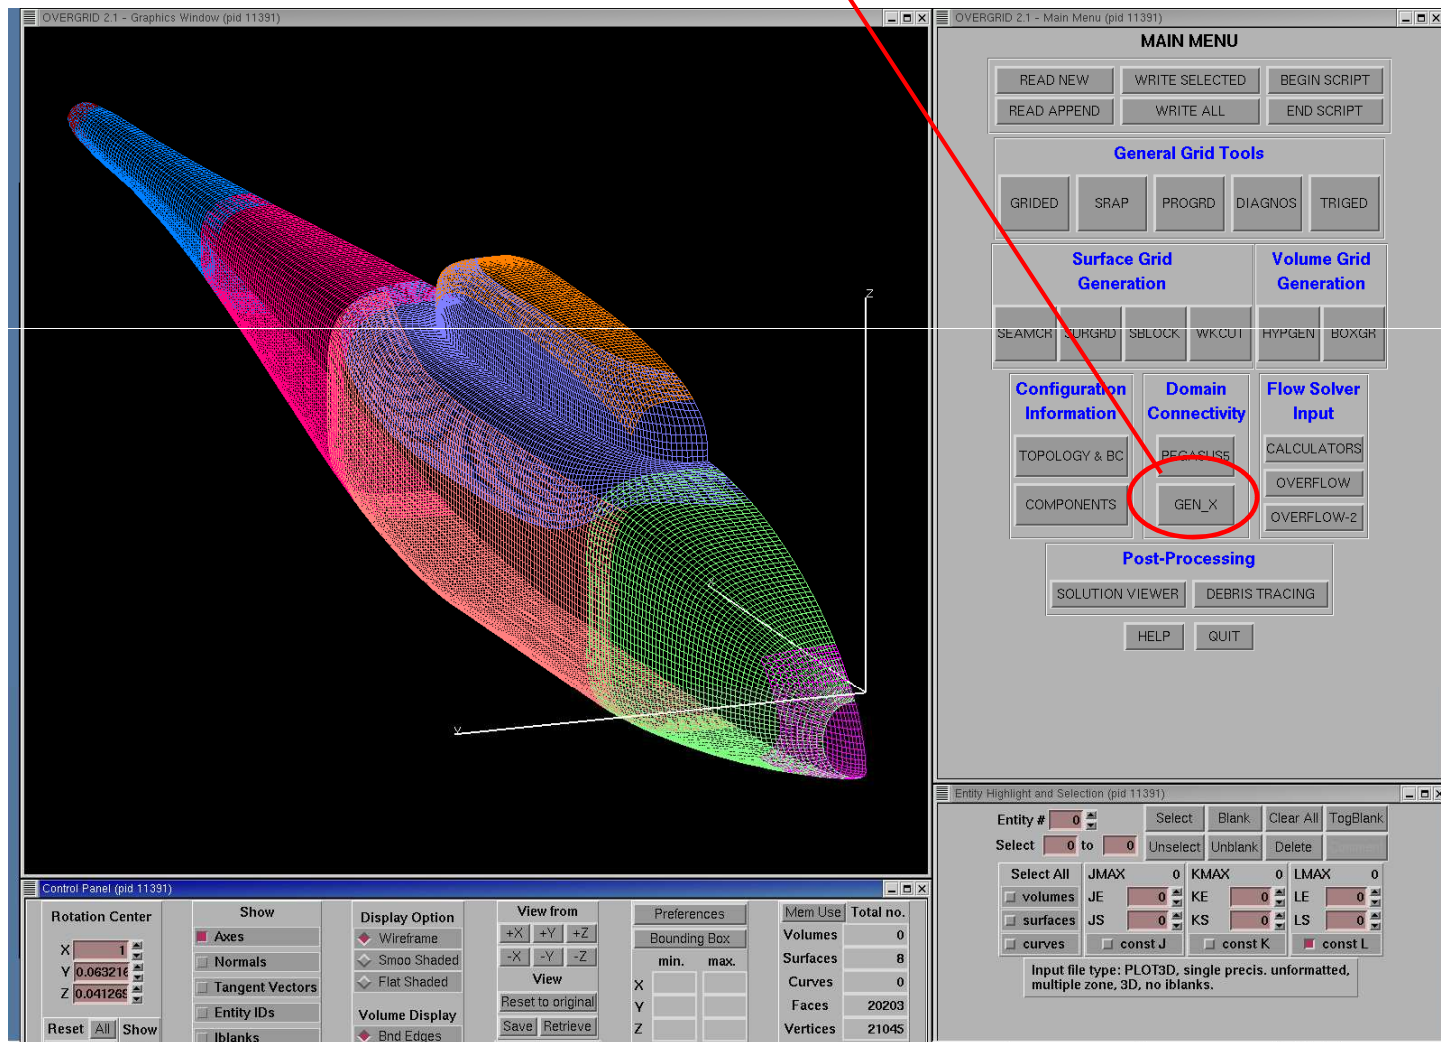 OVERGRID 2.1 - Graphics Window (pid 11391)
Z
Y
OVERGRID 2.1 - Main Menu (pid 11391)
MAIN MENU
READ NEW WRITE SELECTED BEGIN SCRIPT
READ APPEND WRITE ALL END SCRIPT
General Grid Tools
GRIDED SRAP PROGRD DIAGNOS TRIGED
Surface Grid
Generation
Volume Grid
Generation
SEAMCR SURGRD SBLOCK WKCUT HYPGEN BOXGR
Configuration
Information
TOPOLOGY & BC
COMPONENTS
Domain
Connectivity
PEGASUS5
GEN_X
Flow Solver
Input
CALCULATORS
OVERFLOW
OVERFLOW-2
Post-Processing
SOLUTION VIEWER DEBRIS TRACING
HELP QUIT
Control Panel (pid 11391)
Rotation Center
X 1
Y 0.063216
Z 0.041269
Reset All Show
Show
Axes
Normals
Tangent Vectors
Entity IDs
Iblanks
Display Option
Wireframe
Smoo Shaded
Flat Shaded
Volume Display
Bnd Edges
View from
+X +Y +Z
-X -Y -Z
View
Reset to original
Save Retrieve
Preferences
Bounding Box
min. max.
X
Y
Z
Mem Use Total no.
Volumes 0
Surfaces 8
Curves 0
Faces 20203
Vertices 21045
Entity Highlight and Selection (pid 11391)
Entity # 0 Select Blank Clear All TogBlank
Select 0 to 0 Unselect Unblank Delete
Select All JMAX 0 KMAX 0 LMAX 0
volumes JE 0 KE 0 LE 0
surfaces JS 0 KS 0 LS 0
curves const J const K const L
Input file type: PLOT3D, single precis. unformatted,
multiple zone, 3D, no iblanks.